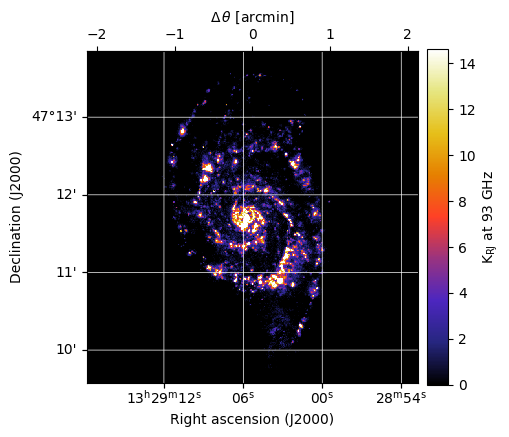 Δθ [arcmin]
−2 −1 0 1 2
14
12
10
8
6
4
2
0
K_RJ at 93 GHz
47°13'
12'
11'
10'
Declination (J2000)
13ʰ29ᵐ12ˢ 06ˢ 00ˢ 28ᵐ54ˢ
Right ascension (J2000)